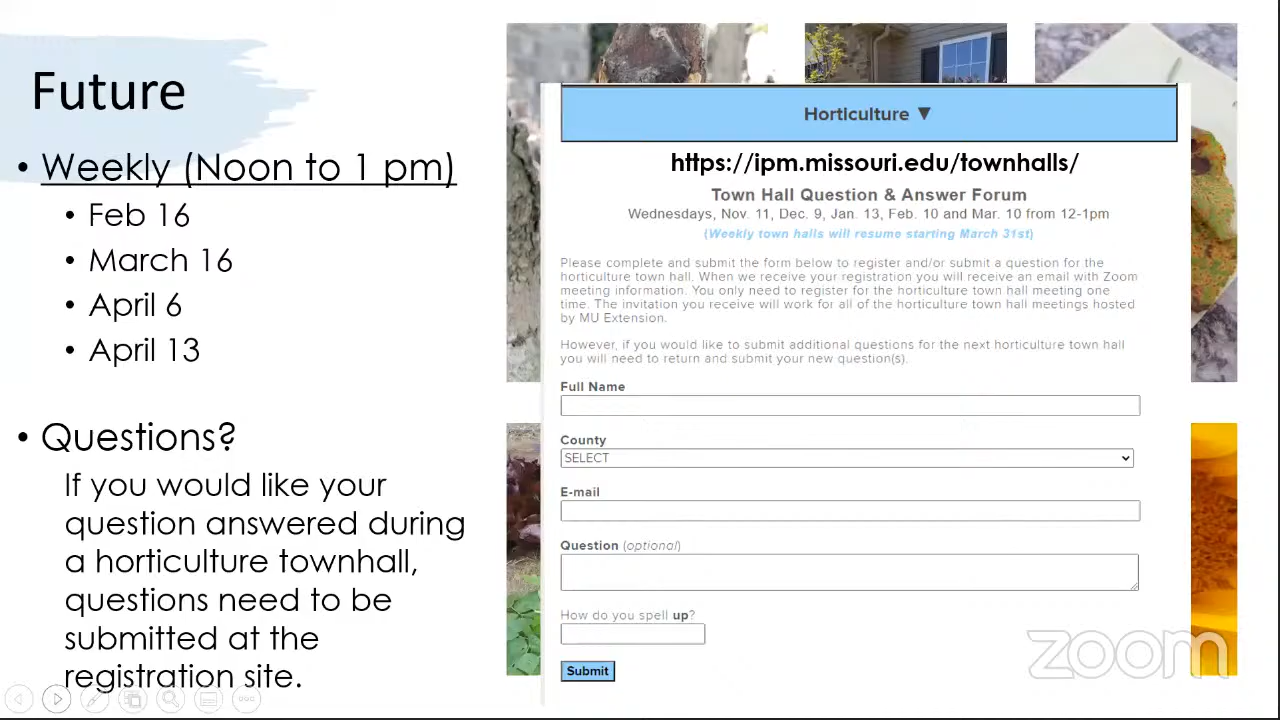 Future
• Weekly (Noon to 1 pm)
• Feb 16
• March 16
• April 6
• April 13
• Questions?
If you would like your
question answered during
a horticulture townhall,
questions need to be
submitted at the
registration site.
Horticulture ▼
https://ipm.missouri.edu/townhalls/
Town Hall Question & Answer Forum
Wednesdays, Nov. 11, Dec. 9, Jan. 13, Feb. 10 and Mar. 10 from 12-1pm
(Weekly town halls will resume starting March 31st)
Please complete and submit the form below to register and/or submit a question for the
horticulture town hall. When we receive your registration you will receive an email with Zoom
meeting information. You only need to register for the horticulture town hall meeting one
time. The invitation you receive will work for all of the horticulture town hall meetings hosted
by MU Extension.
However, if you would like to submit additional questions for the next horticulture town hall
you will need to return and submit your new question(s).
Full Name
County
SELECT
E-mail
Question (optional)
How do you spell up?
Submit
zoom